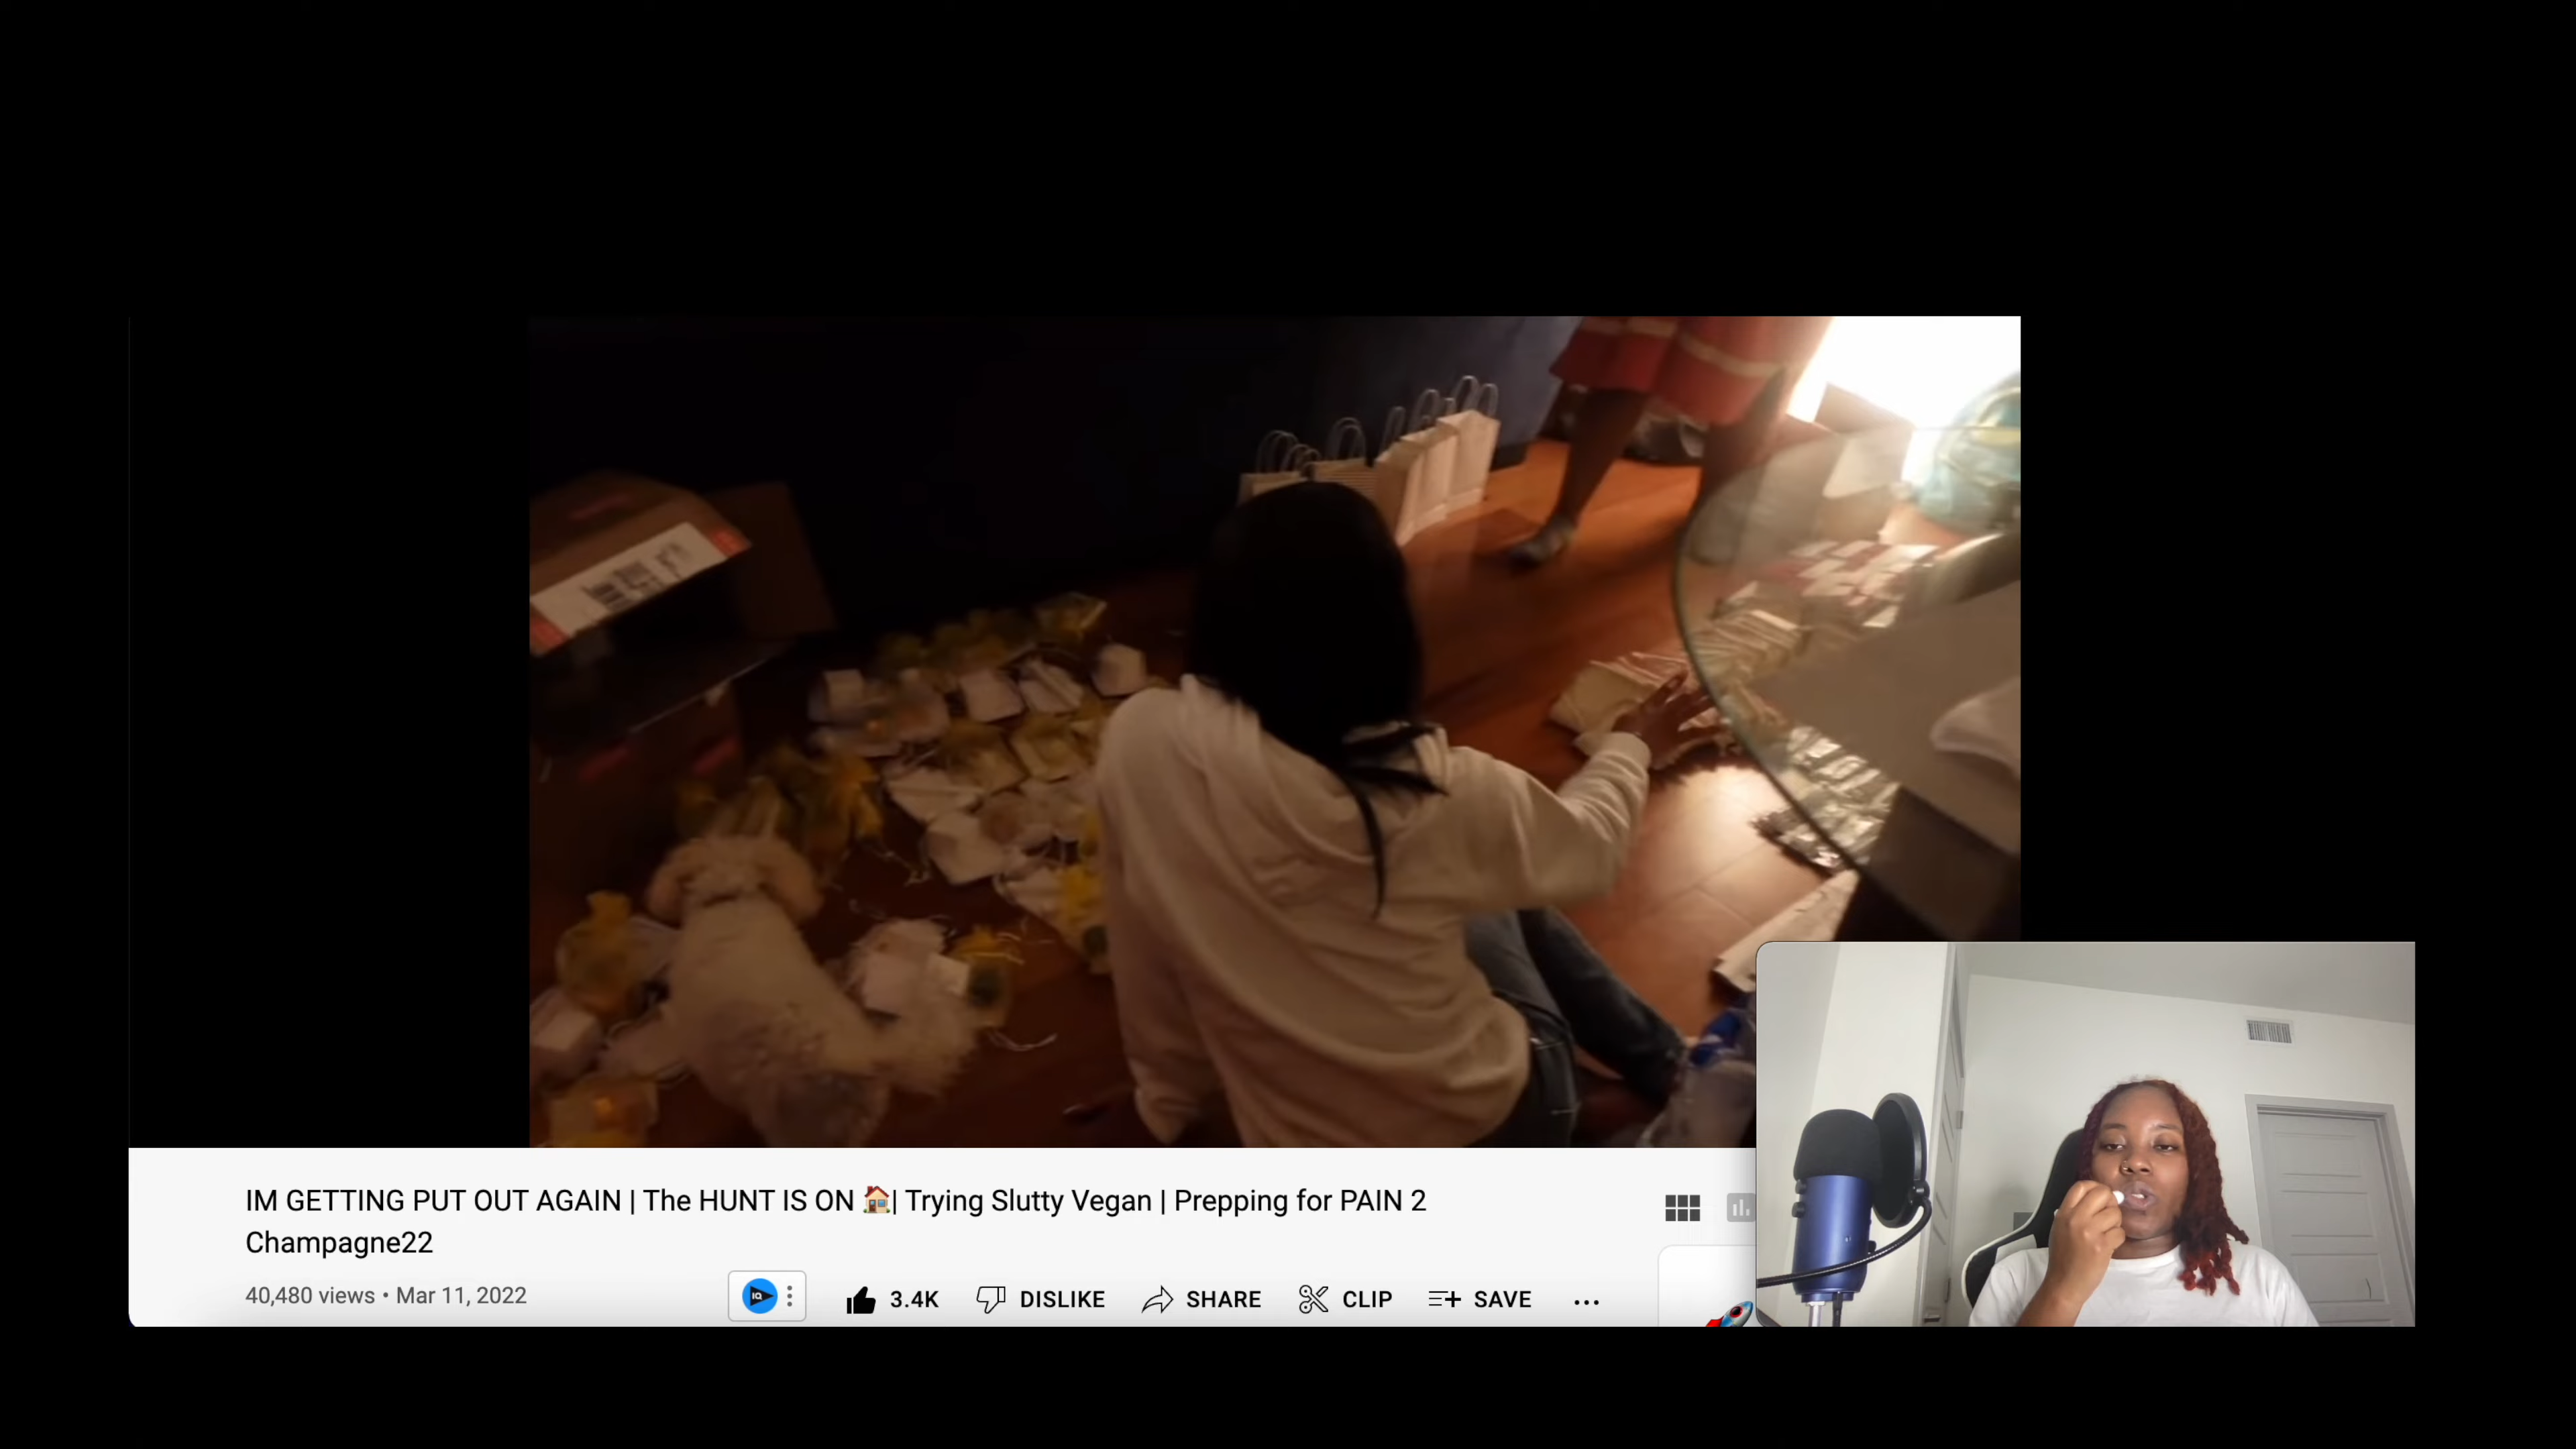 IM GETTING PUT OUT AGAIN | The HUNT IS ON 🏠| Trying Slutty Vegan | Prepping for PAIN 2
Champagne22
40,480 views • Mar 11, 2022
IQ
3.4K
DISLIKE
SHARE
CLIP
SAVE